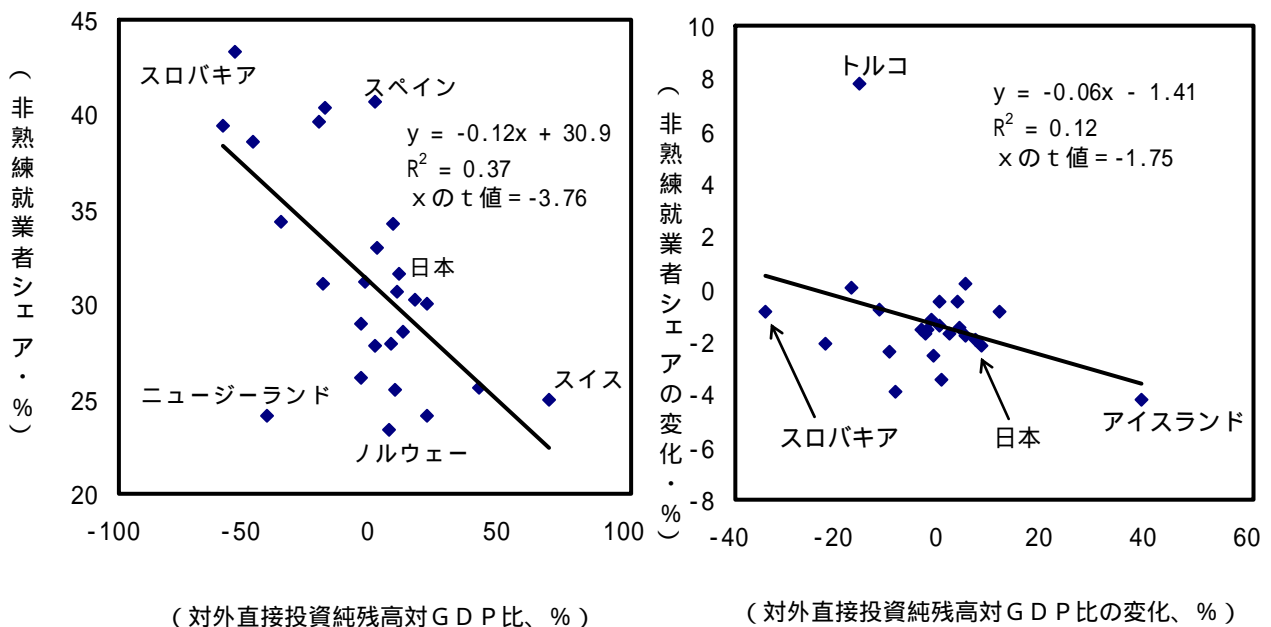 (非熟練就業者シェア・%)
45
40
35
30
25
20
-100
-50
0
50
100
スロバキア
スペイン
y = -0.12x + 30.9
R² = 0.37
xのt値=-3.76
日本
ニュージーランド
スイス
ノルウェー
(対外直接投資純残高対GDP比、%)
(非熟練就業者シェアの変化・%)
10
8
6
4
2
0
-2
-4
-6
-8
-40
-20
0
20
40
60
トルコ
y = -0.06x - 1.41
R² = 0.12
xのt値=-1.75
スロバキア
日本
アイスランド
(対外直接投資純残高対GDP比の変化、%)